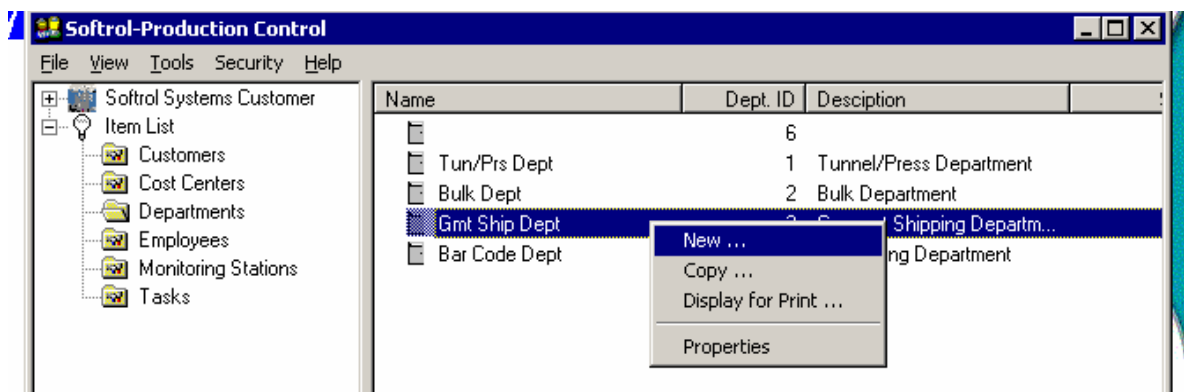 Softrol-Production Control
File View Tools Security Help
Softrol Systems Customer
Item List
Customers
Cost Centers
Departments
Employees
Monitoring Stations
Tasks
Name Dept. ID Desciption
6
Tun/Prs Dept 1 Tunnel/Press Department
Bulk Dept 2 Bulk Department
Gmt Ship Dept Shipping Departm...
Bar Code Dept ng Department
New ...
Copy ...
Display for Print ...
Properties